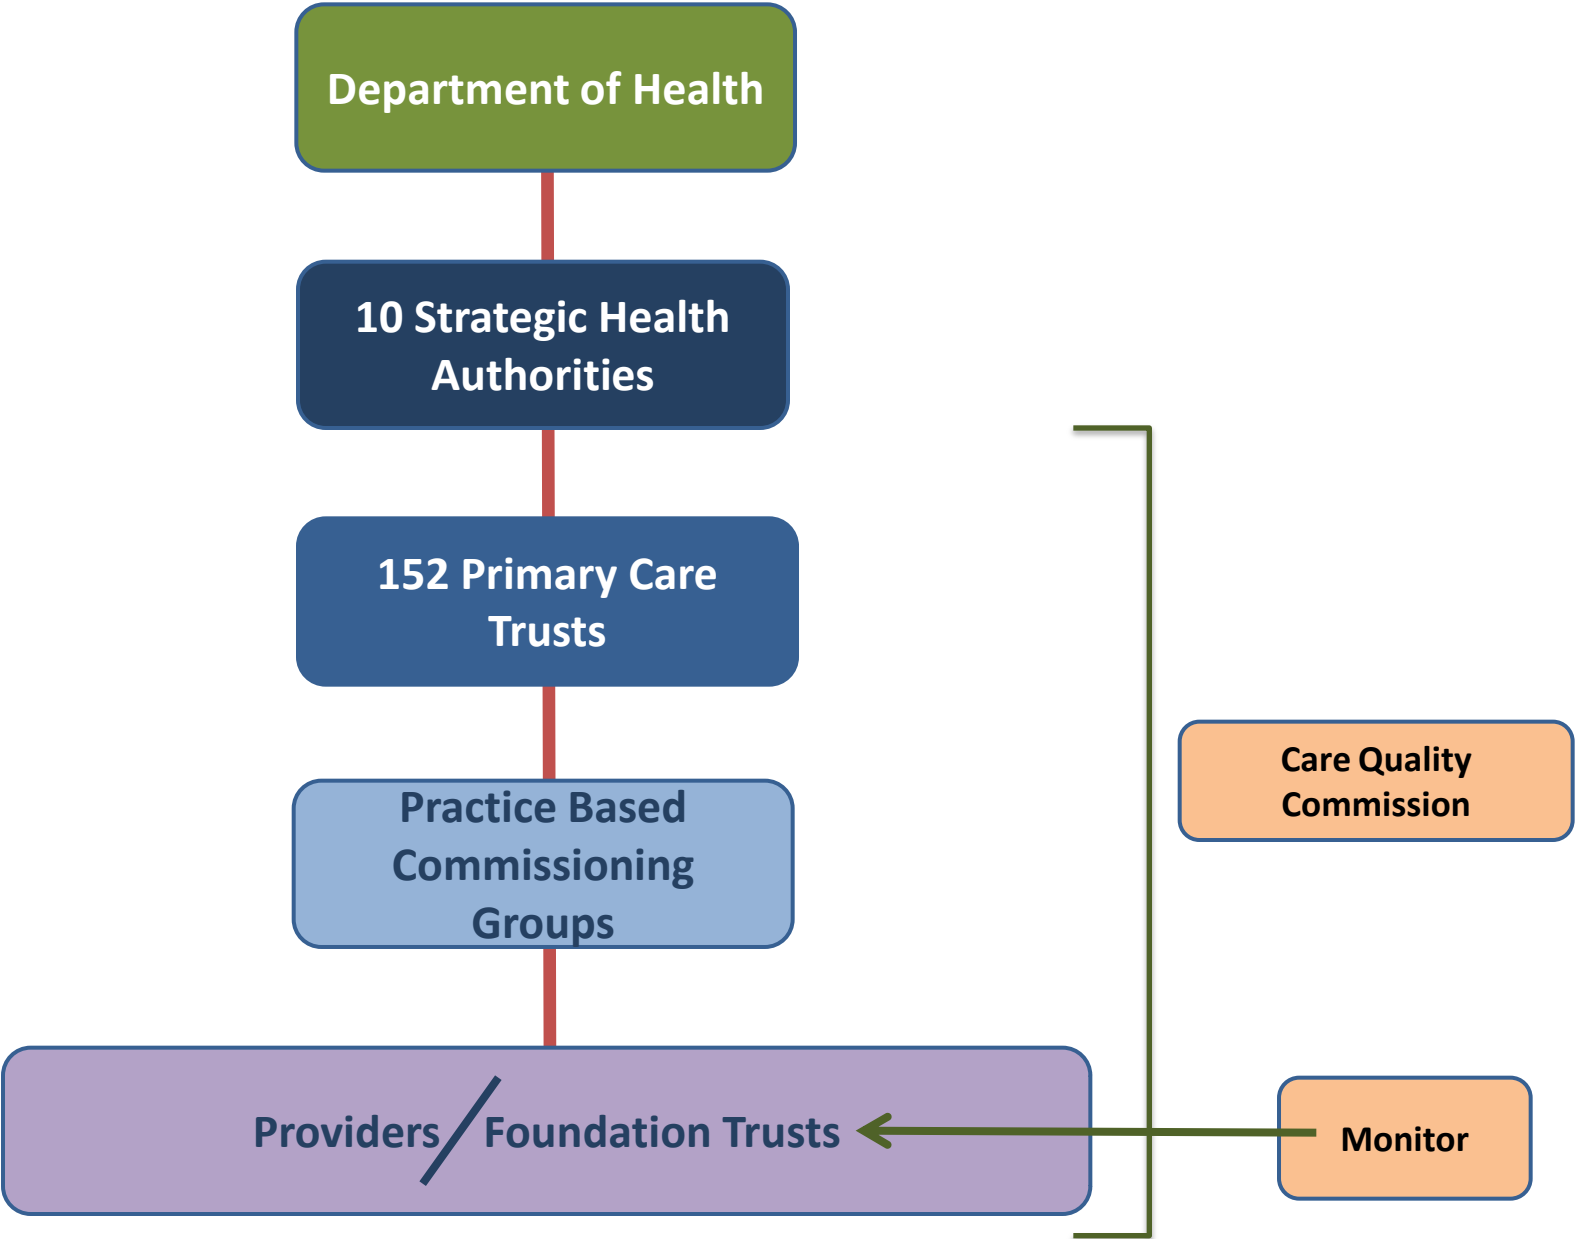 Department of Health
10 Strategic Health
Authorities
152 Primary Care
Trusts
Practice Based
Commissioning
Groups
Care Quality
Commission
Providers/Foundation Trusts
Monitor